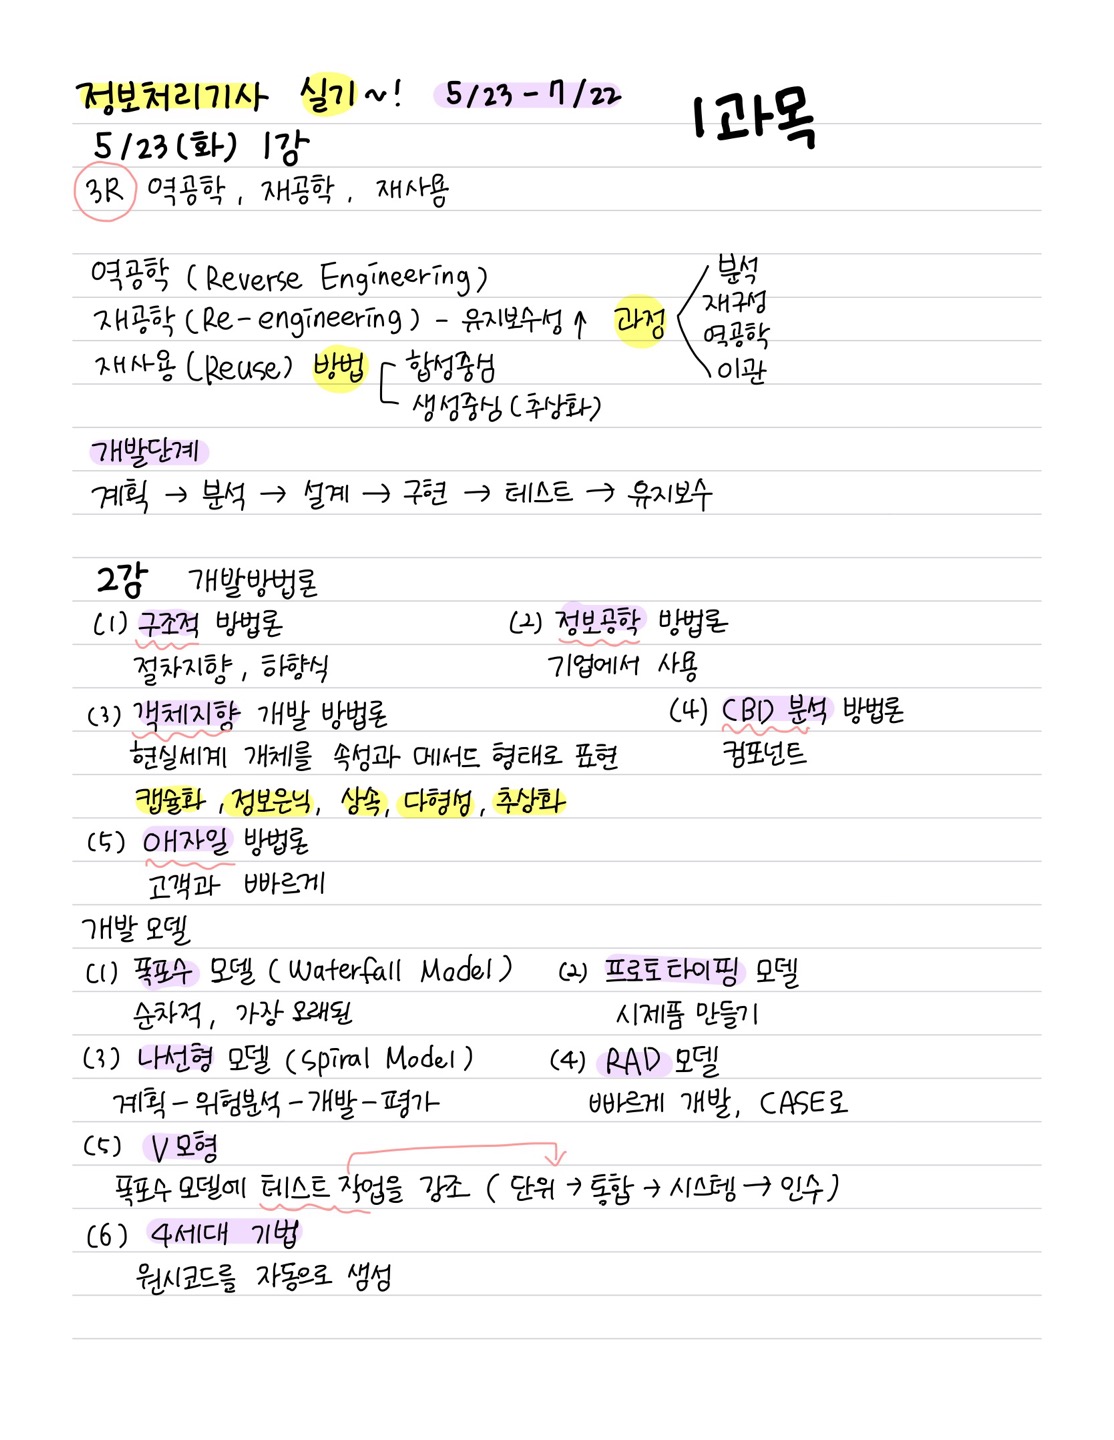 정보처리기사 실기~! 5/23-7/22
1과목
5/23(화) 1강
3R 역공학, 재공학, 재사용
역공학 (Reverse Engineering)
재공학 (Re-engineering) - 유지보수성↑ 과정
분석
재구성
역공학
이관
재사용 (Reuse) 방법
합성중심
생성중심 (추상화)
개발단계
계획 → 분석 → 설계 → 구현 → 테스트 → 유지보수
2강 개발방법론
(1) 구조적 방법론 (2) 정보공학 방법론
절차지향, 하향식 기업에서 사용
(3) 객체지향 개발 방법론 (4) CBD 분석 방법론
현실세계 개체를 속성과 메서드 형태로 표현 컴포넌트
캡슐화, 정보은닉, 상속, 다형성, 추상화
(5) 애자일 방법론
고객과 빠르게
개발 모델
(1) 폭포수 모델 (Waterfall Model) (2) 프로토타이핑 모델
순차적, 가장 오래된 시제품 만들기
(3) 나선형 모델 (Spiral Model) (4) RAD 모델
계획-위험분석-개발-평가 빠르게 개발, CASE로
(5) V모형
폭포수 모델에 테스트 작업을 강조 (단위→통합→시스템→인수)
(6) 4세대 기법
원시코드를 자동으로 생성